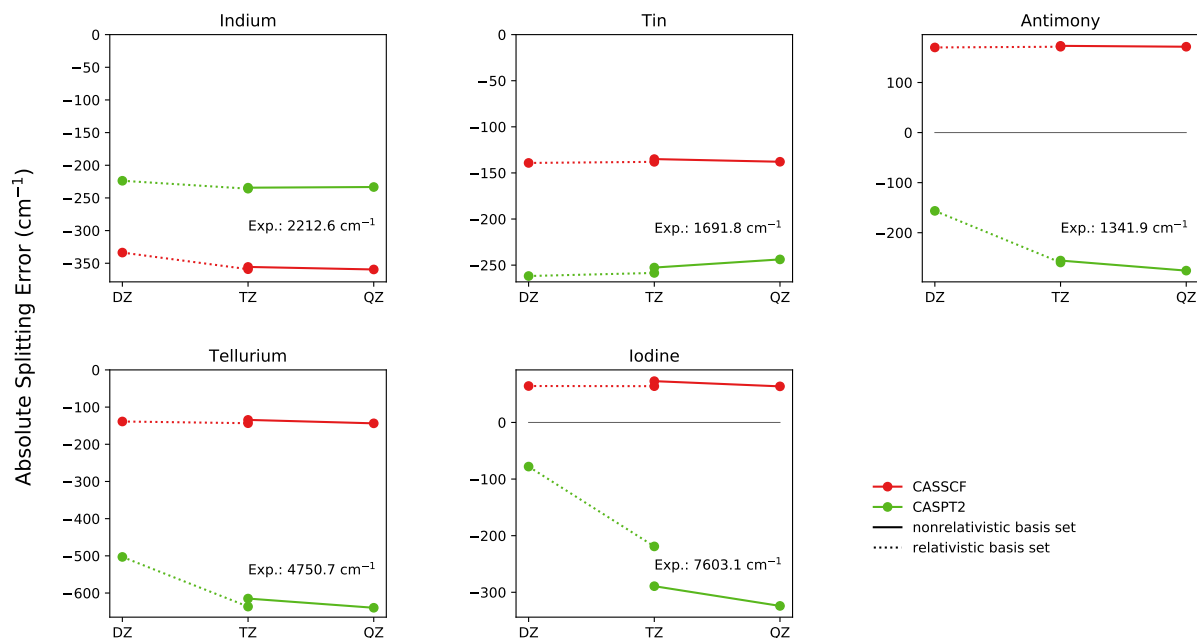 Indium
Tin
Antimony
Absolute Splitting Error (cm⁻¹)
0
−50
−100
−150
−200
−250
−300
−350
Exp.: 2212.6 cm⁻¹
DZ
TZ
QZ
0
−50
−100
−150
−200
−250
Exp.: 1691.8 cm⁻¹
DZ
TZ
QZ
100
0
−100
−200
Exp.: 1341.9 cm⁻¹
DZ
TZ
QZ
Tellurium
Iodine
0
−100
−200
−300
−400
−500
−600
Exp.: 4750.7 cm⁻¹
DZ
TZ
QZ
0
−100
−200
−300
Exp.: 7603.1 cm⁻¹
DZ
TZ
QZ
CASSCF
CASPT2
nonrelativistic basis set
relativistic basis set